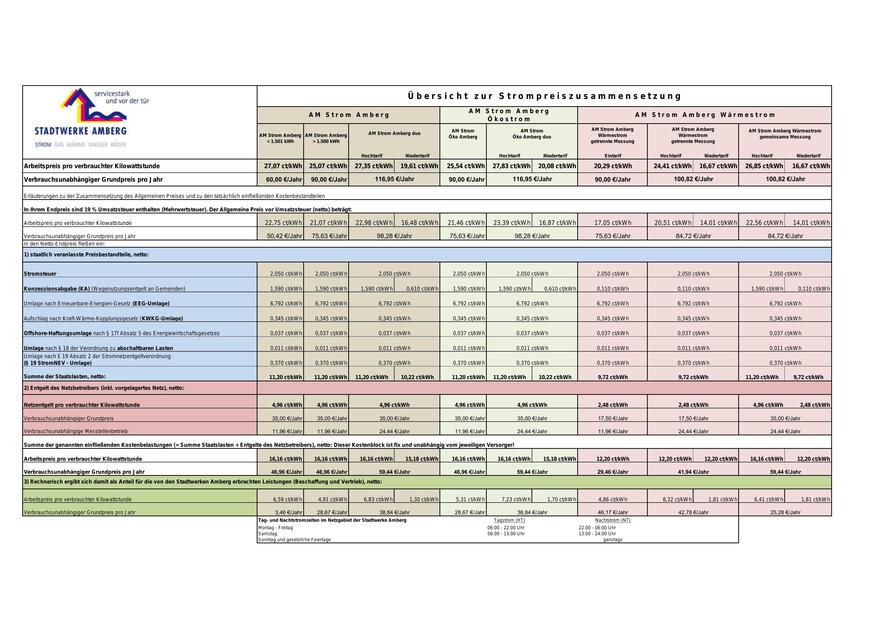 servicestark
und vor der tür
STADTWERKE AMBERG
STROM GAS WÄRME WASSER BÄDER
Übersicht zur Strompreiszusammensetzung
AM Strom Amberg
AM Strom Amberg Ökostrom
AM Strom Amberg Wärmestrom
AM Strom Amberg < 1.501 kWh
AM Strom Amberg > 1.500 kWh
AM Strom Amberg duo
AM Strom Öko Amberg
AM Strom Öko Amberg duo
AM Strom Amberg Wärmestrom getrennte Messung
AM Strom Amberg Wärmestrom getrennte Messung
AM Strom Amberg Wärmestrom gemeinsame Messung
Hochtarif Niedertarif Hochtarif Niedertarif Eintarif Hochtarif Niedertarif Hochtarif Niedertarif
Arbeitspreis pro verbrauchter Kilowattstunde 27,07 ct/kWh 25,07 ct/kWh 27,35 ct/kWh 19,61 ct/kWh 25,54 ct/kWh 27,83 ct/kWh 20,08 ct/kWh 20,29 ct/kWh 24,41 ct/kWh 16,67 ct/kWh 26,85 ct/kWh 16,67 ct/kWh
Verbrauchsunabhängiger Grundpreis pro Jahr 60,00 €/Jahr 90,00 €/Jahr 116,95 €/Jahr 90,00 €/Jahr 116,95 €/Jahr 90,00 €/Jahr 100,82 €/Jahr 100,82 €/Jahr
Erläuterungen zu der Zusammensetzung des Allgemeinen Preises und zu den tatsächlich einfließenden Kostenbestandteilen
In Ihrem Endpreis sind 19 % Umsatzsteuer enthalten (Mehrwertsteuer). Der Allgemeine Preis vor Umsatzsteuer (netto) beträgt:
Arbeitspreis pro verbrauchter Kilowattstunde 22,75 ct/kWh 21,07 ct/kWh 22,98 ct/kWh 16,48 ct/kWh 21,46 ct/kWh 23,39 ct/kWh 16,87 ct/kWh 17,05 ct/kWh 20,51 ct/kWh 14,01 ct/kWh 22,56 ct/kWh 14,01 ct/kWh
Verbrauchsunabhängiger Grundpreis pro Jahr 50,42 €/Jahr 75,63 €/Jahr 98,28 €/Jahr 75,63 €/Jahr 98,28 €/Jahr 75,63 €/Jahr 84,72 €/Jahr 84,72 €/Jahr
In den Netto-Endpreis fließen ein:
1) staatlich veranlasste Preisbestandteile, netto:
Stromsteuer 2,050 ct/kWh 2,050 ct/kWh 2,050 ct/kWh 2,050 ct/kWh 2,050 ct/kWh 2,050 ct/kWh 2,050 ct/kWh 2,050 ct/kWh
Konzessionsabgabe (KA) (Wegenutzungsentgelt an Gemeinden) 1,590 ct/kWh 1,590 ct/kWh 1,590 ct/kWh 0,610 ct/kWh 1,590 ct/kWh 1,590 ct/kWh 0,610 ct/kWh 0,110 ct/kWh 0,110 ct/kWh 1,590 ct/kWh 0,110 ct/kWh
Umlage nach Erneuerbare-Energien-Gesetz (EEG-Umlage) 6,792 ct/kWh 6,792 ct/kWh 6,792 ct/kWh 6,792 ct/kWh 6,792 ct/kWh 6,792 ct/kWh 6,792 ct/kWh 6,792 ct/kWh
Aufschlag nach Kraft-Wärme-Kopplungsgesetz (KWKG-Umlage) 0,345 ct/kWh 0,345 ct/kWh 0,345 ct/kWh 0,345 ct/kWh 0,345 ct/kWh 0,345 ct/kWh 0,345 ct/kWh 0,345 ct/kWh
Offshore-Haftungsumlage nach § 17f Absatz 5 des Energiewirtschaftsgesetzes 0,037 ct/kWh 0,037 ct/kWh 0,037 ct/kWh 0,037 ct/kWh 0,037 ct/kWh 0,037 ct/kWh 0,037 ct/kWh 0,037 ct/kWh
Umlage nach § 18 der Verordnung zu abschaltbaren Lasten 0,011 ct/kWh 0,011 ct/kWh 0,011 ct/kWh 0,011 ct/kWh 0,011 ct/kWh 0,011 ct/kWh 0,011 ct/kWh 0,011 ct/kWh
Umlage nach § 19 Absatz 2 der Stromnetzentgeltverordnung
(§ 19 StromNEV - Umlage) 0,370 ct/kWh 0,370 ct/kWh 0,370 ct/kWh 0,370 ct/kWh 0,370 ct/kWh 0,370 ct/kWh 0,370 ct/kWh 0,370 ct/kWh
Summe der Staatslasten, netto: 11,20 ct/kWh 11,20 ct/kWh 11,20 ct/kWh 10,22 ct/kWh 11,20 ct/kWh 11,20 ct/kWh 10,22 ct/kWh 9,72 ct/kWh 9,72 ct/kWh 11,20 ct/kWh 9,72 ct/kWh
2) Entgelt des Netzbetreibers (inkl. vorgelagertes Netz), netto:
Netzentgelt pro verbrauchter Kilowattstunde 4,96 ct/kWh 4,96 ct/kWh 4,96 ct/kWh 4,96 ct/kWh 4,96 ct/kWh 2,48 ct/kWh 2,48 ct/kWh 4,96 ct/kWh 2,48 ct/kWh
Verbrauchsunabhängiger Grundpreis 35,00 €/Jahr 35,00 €/Jahr 35,00 €/Jahr 35,00 €/Jahr 35,00 €/Jahr 17,50 €/Jahr 17,50 €/Jahr 35,00 €/Jahr
Verbrauchsunabhängige Messstellenbetrieb 11,96 €/Jahr 11,96 €/Jahr 24,44 €/Jahr 11,96 €/Jahr 24,44 €/Jahr 11,96 €/Jahr 24,44 €/Jahr 24,44 €/Jahr
Summe der genannten einfließenden Kostenbelastungen (= Summe Staatslasten + Entgelte des Netzbetreibers), netto: Dieser Kostenblock ist fix und unabhängig vom jeweiligen Versorger!
Arbeitspreis pro verbrauchter Kilowattstunde 16,16 ct/kWh 16,16 ct/kWh 16,16 ct/kWh 15,18 ct/kWh 16,16 ct/kWh 16,16 ct/kWh 15,18 ct/kWh 12,20 ct/kWh 12,20 ct/kWh 12,20 ct/kWh 16,16 ct/kWh 12,20 ct/kWh
Verbrauchsunabhängiger Grundpreis pro Jahr 46,96 €/Jahr 46,96 €/Jahr 59,44 €/Jahr 46,96 €/Jahr 59,44 €/Jahr 29,46 €/Jahr 41,94 €/Jahr 59,44 €/Jahr
3) Rechnerisch ergibt sich damit als Anteil für die von den Stadtwerken Amberg erbrachten Leistungen (Beschaffung und Vertrieb), netto:
Arbeitspreis pro verbrauchter Kilowattstunde 6,59 ct/kWh 4,91 ct/kWh 6,83 ct/kWh 1,30 ct/kWh 5,31 ct/kWh 7,23 ct/kWh 1,70 ct/kWh 4,86 ct/kWh 8,32 ct/kWh 1,81 ct/kWh 6,41 ct/kWh 1,81 ct/kWh
Verbrauchsunabhängiger Grundpreis pro Jahr 3,46 €/Jahr 28,67 €/Jahr 38,84 €/Jahr 28,67 €/Jahr 38,84 €/Jahr 46,17 €/Jahr 42,78 €/Jahr 25,28 €/Jahr
Tag- und Nachtstromzeiten im Netzgebiet der Stadtwerke Amberg Tagstrom (HT) Nachtstrom (NT)
Montag - Freitag 06:00 - 22:00 Uhr 22:00 - 06:00 Uhr
Samstag 06:00 - 13:00 Uhr 13:00 - 24:00 Uhr
Sonntag und gesetzliche Feiertage ganztags